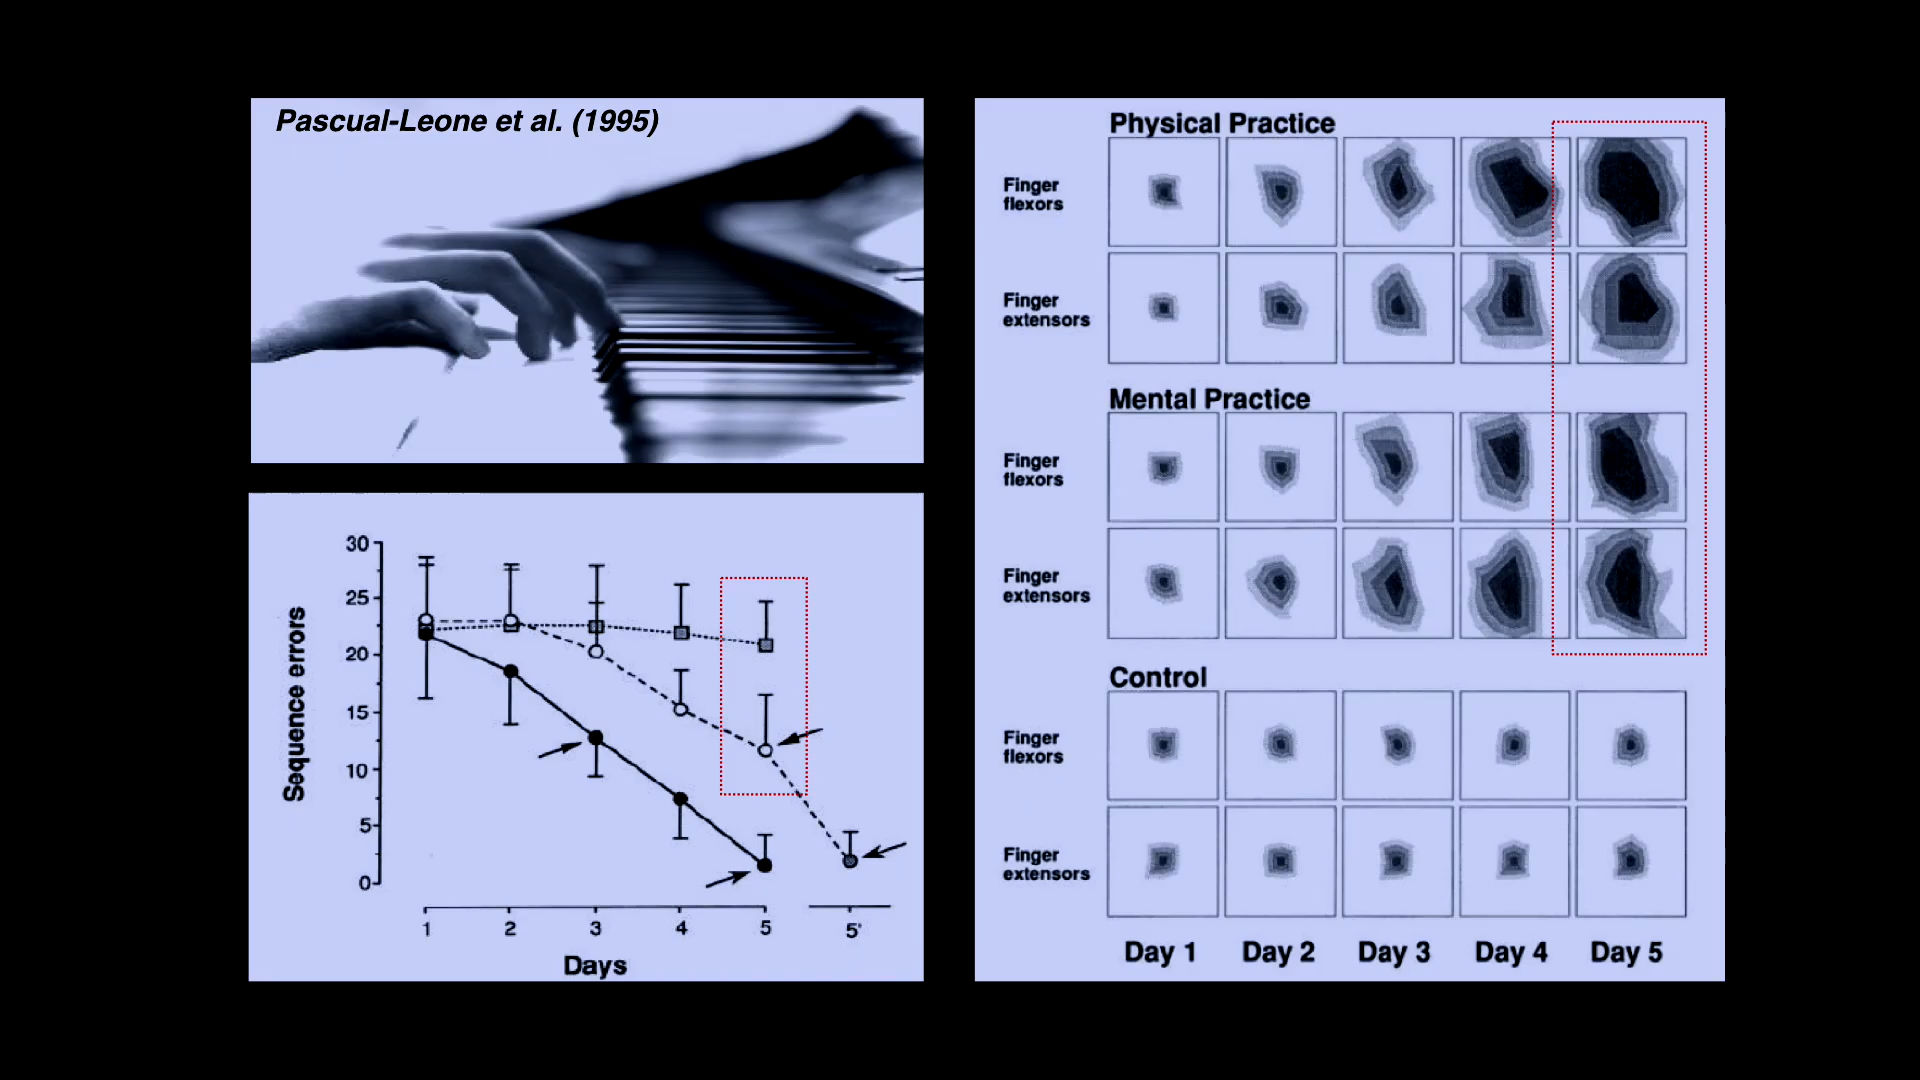 Pascual-Leone et al. (1995)
30
25
20
15
10
5
0
Sequence errors
1 2 3 4 5 5'
Days
Physical Practice
Finger
flexors
Finger
extensors
Mental Practice
Finger
flexors
Finger
extensors
Control
Finger
flexors
Finger
extensors
Day 1 Day 2 Day 3 Day 4 Day 5